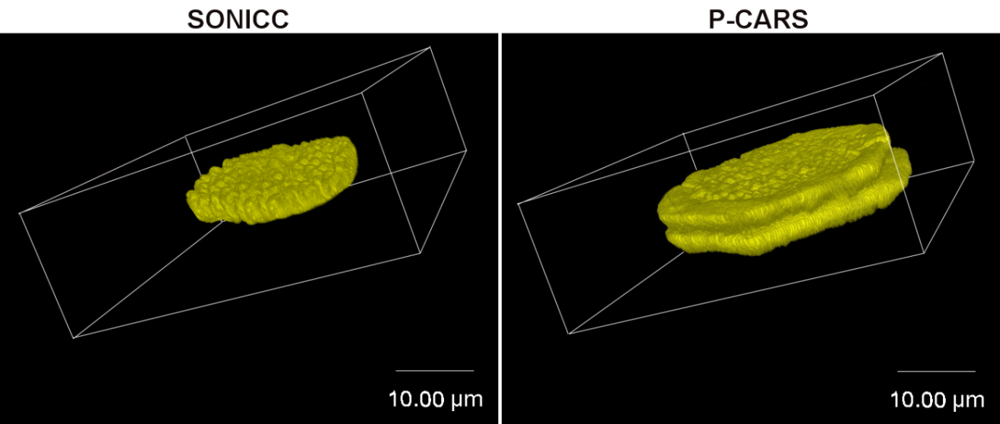 SONICC
P-CARS
10.00 µm
10.00 µm